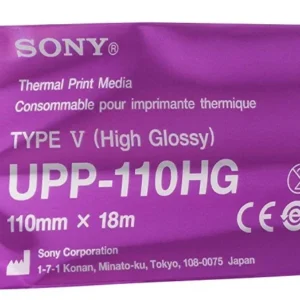 SONY®
Thermal Print Media
Consommable pour imprimante thermique
TYPE V (High Glossy)
UPP-110HG
110mm × 18m
CE
Sony Corporation
1-7-1 Konan, Minato-ku, Tokyo, 108-0075 Japan